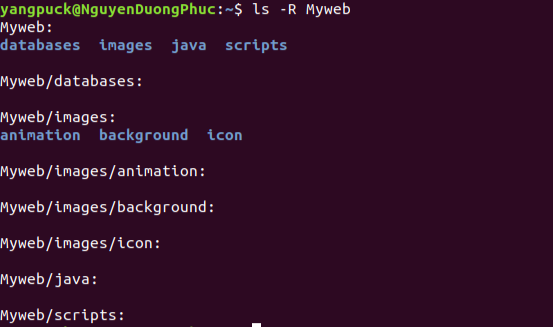 yangpuck@NguyenDuongPhuc:~$ ls -R Myweb
Myweb:
databases  images  java  scripts
Myweb/databases:
Myweb/images:
animation  background  icon
Myweb/images/animation:
Myweb/images/background:
Myweb/images/icon:
Myweb/java:
Myweb/scripts: